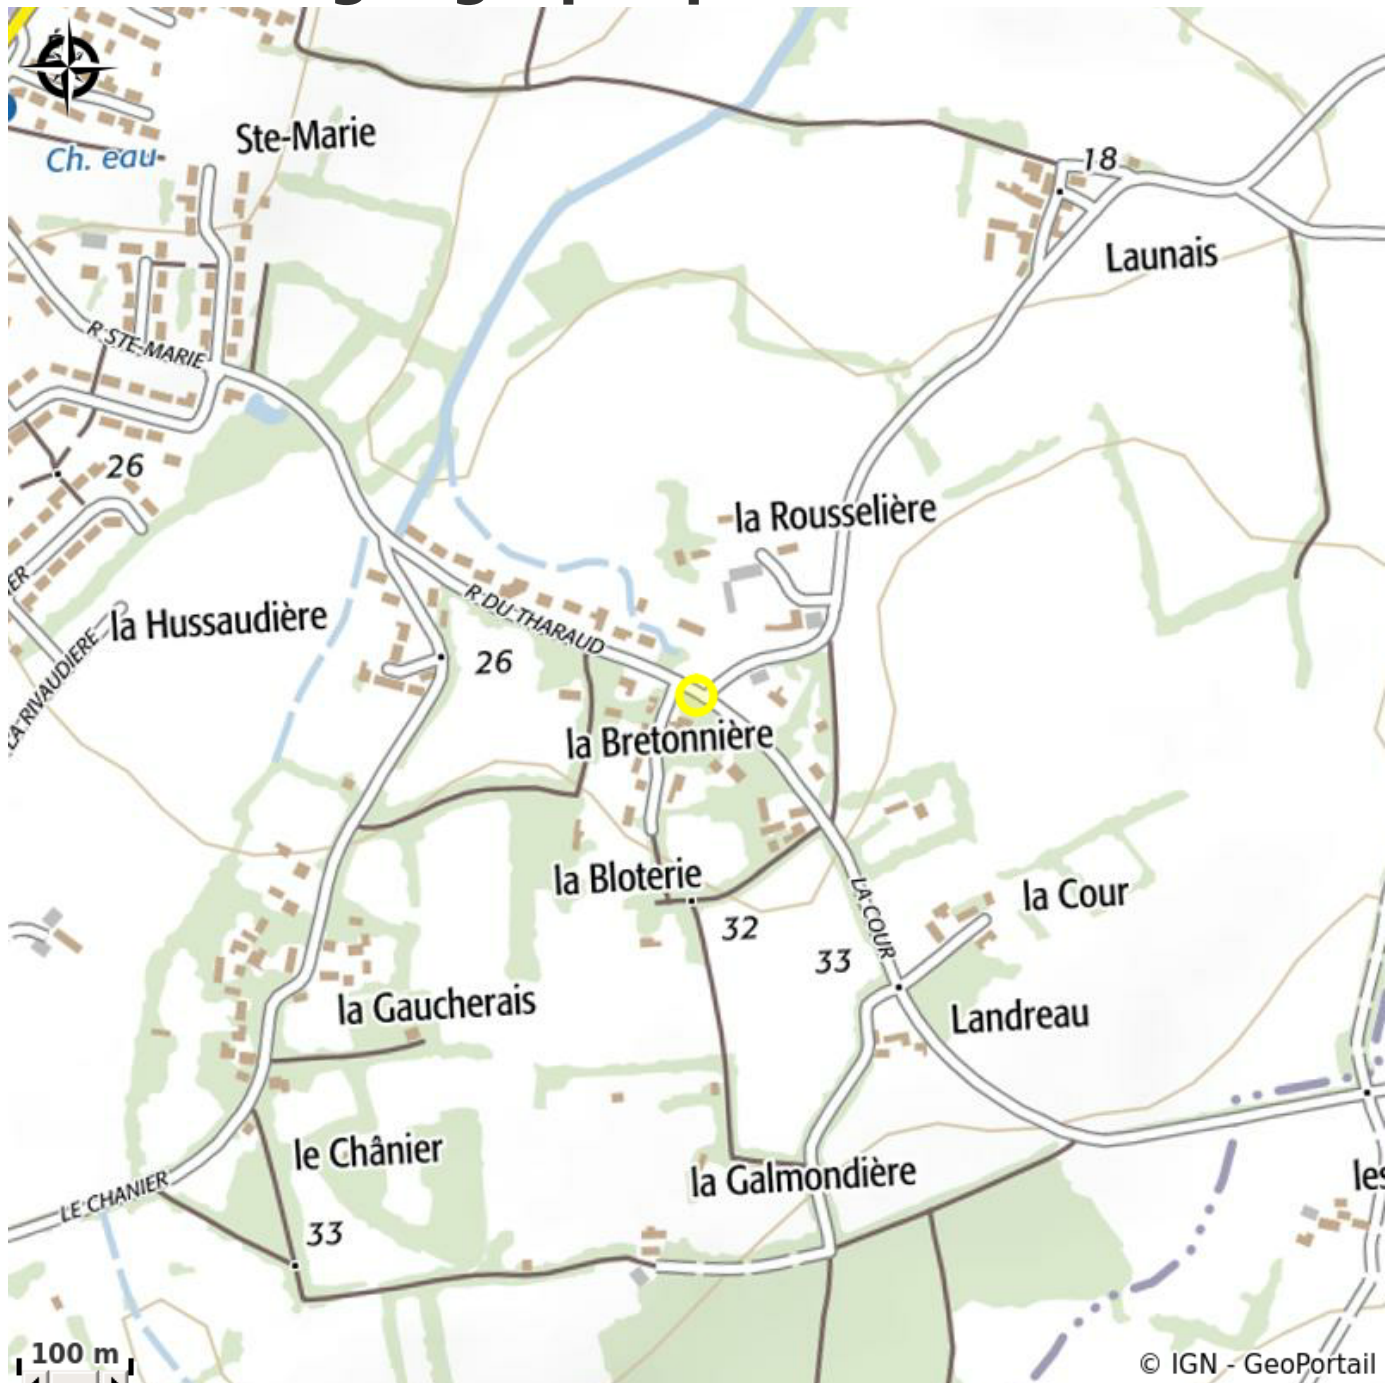 Ste-Marie
Ch. eau
18
Launais
R STE-MARIE
26
la Rousselière
la Hussaudière
R DU THARAUD
26
LA RIVAUDIERE
la Bretonnière
la Bloterie
LA COUR
la Cour
32
33
la Gaucherais
Landreau
le Chânier
la Galmondière
LE CHANIER
les
33
100 m
© IGN - GeoPortail